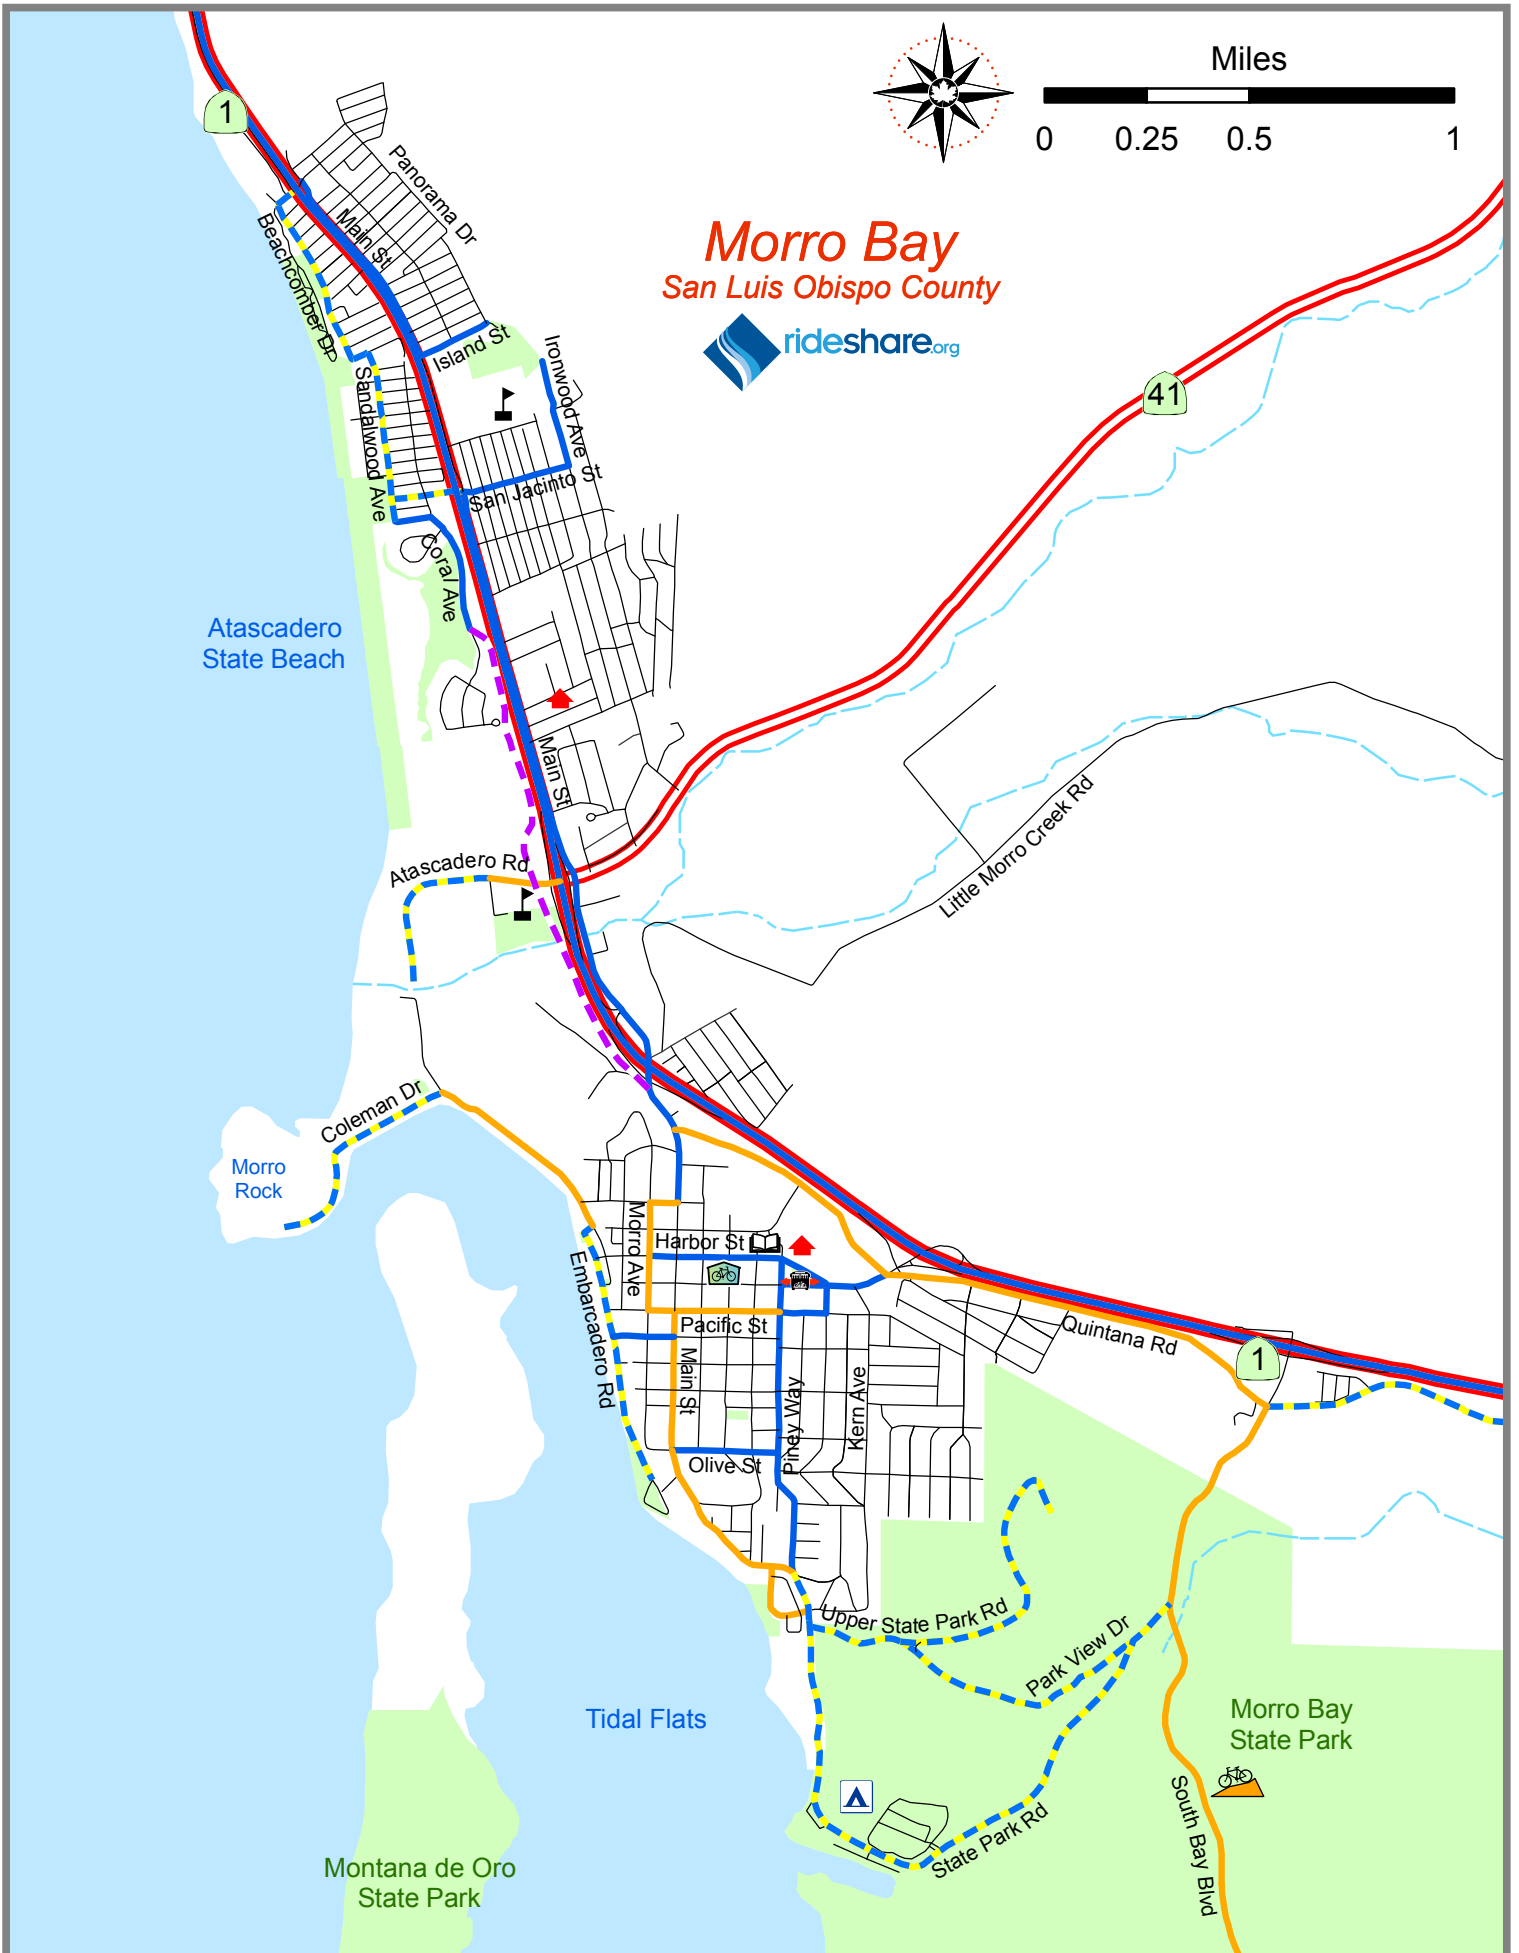 Miles
0 0.25 0.5 1
1
Panorama Dr
Main St
Beachcomber Dr
Morro Bay
San Luis Obispo County
rideshare.org
Island St
Ironwood Ave
41
Sandalwood Ave
San Jacinto St
Coral Ave
Atascadero
State Beach
Main St
Little Morro Creek Rd
Atascadero Rd
Coleman Dr
Morro
Rock
Morro Ave
Harbor St
Embarcadero Rd
Pacific St
Main St
Quintana Rd
1
Piney Way
Kern Ave
Olive St
Upper State Park Rd
Park View Dr
Tidal Flats
Morro Bay
State Park
South Bay Blvd
State Park Rd
Montana de Oro
State Park